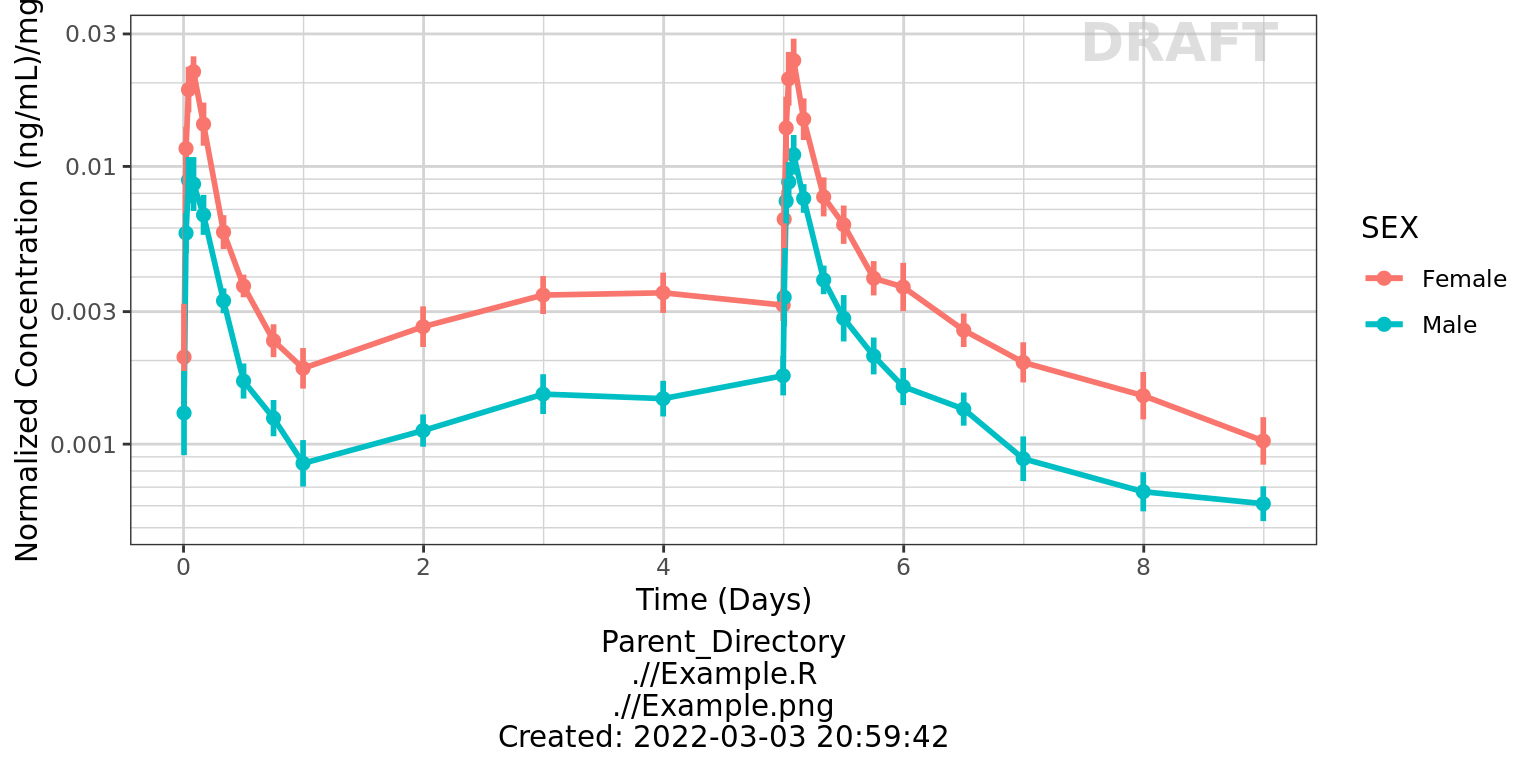 Normalized Concentration (ng/mL)/mg
DRAFT
0.03
0.01
0.003
0.001
0 2 4 6 8
Time (Days)
SEX
Female
Male
Parent_Directory
.//Example.R
.//Example.png
Created: 2022-03-03 20:59:42